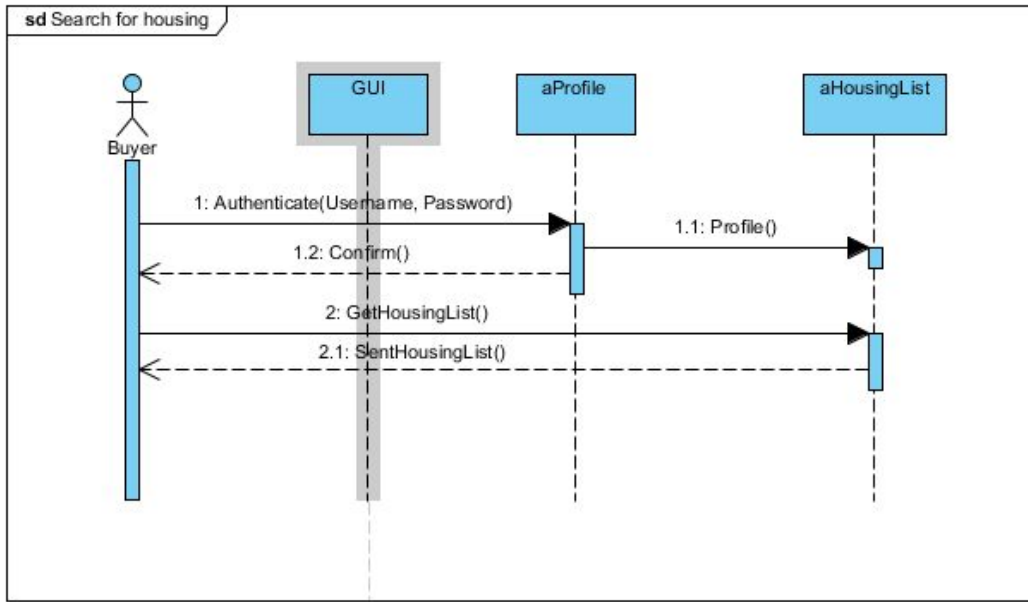 sd Search for housing
GUI
aProfile
aHousingList
Buyer
1: Authenticate(Username, Password)
1.1: Profile()
1.2: Confirm()
2: GetHousingList()
2.1: SentHousingList()